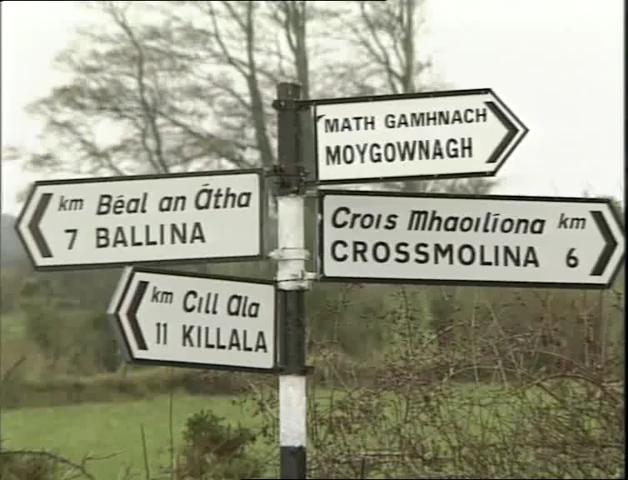 MATH GAMHNACH
MOYGOWNAGH
km Béal an Átha
7 BALLINA
Crois Mhaoilíona km
CROSSMOLINA 6
km Cill Ala
11 KILLALA